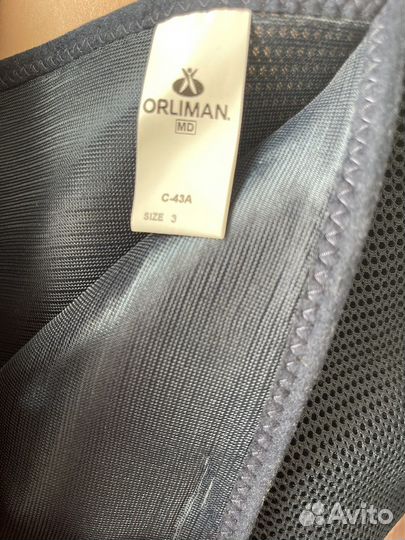 ORLIMAN.
MD
C-43A
SIZE 3
Avito